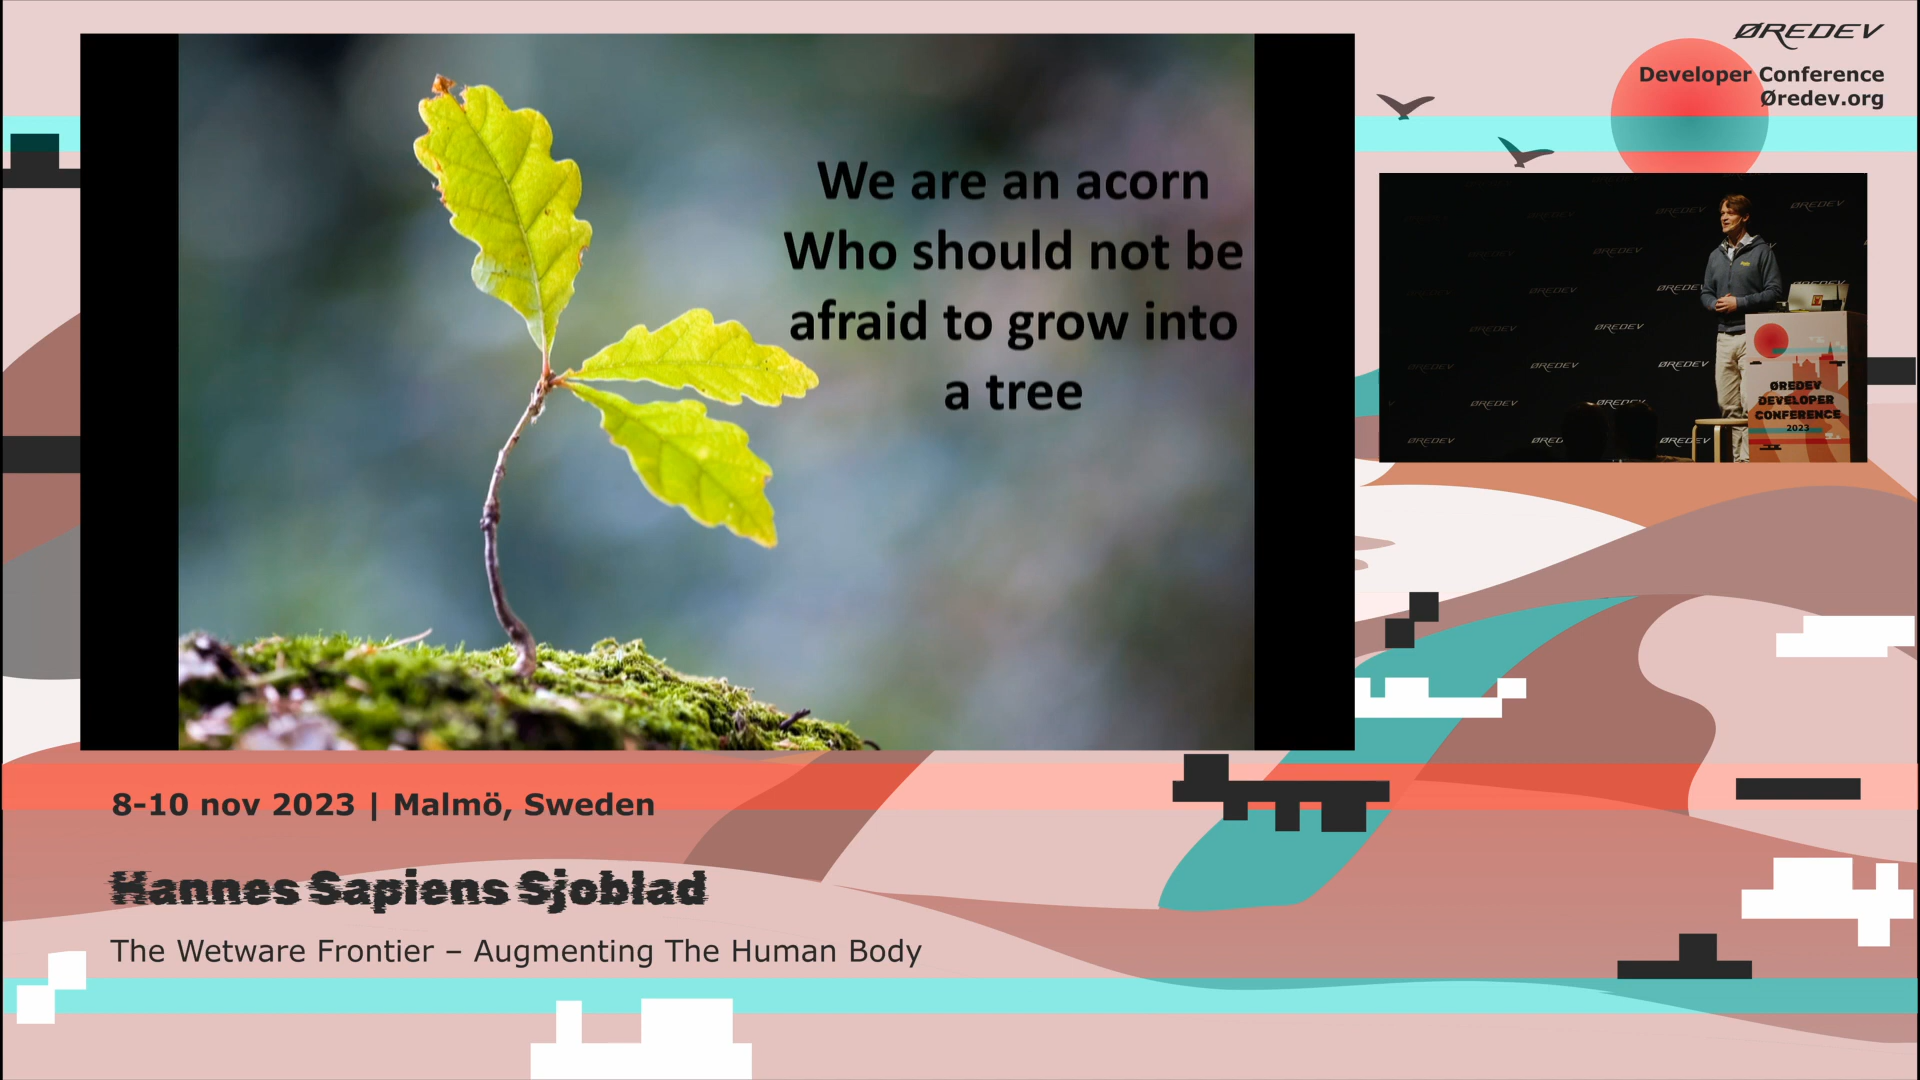 ØREDEV
Developer Conference
Øredev.org
We are an acorn
Who should not be
afraid to grow into
a tree
ØREDEV
DEVELOPER
CONFERENCE
2023
8-10 nov 2023 | Malmö, Sweden
Hannes Sapiens Sjoblad
The Wetware Frontier – Augmenting The Human Body